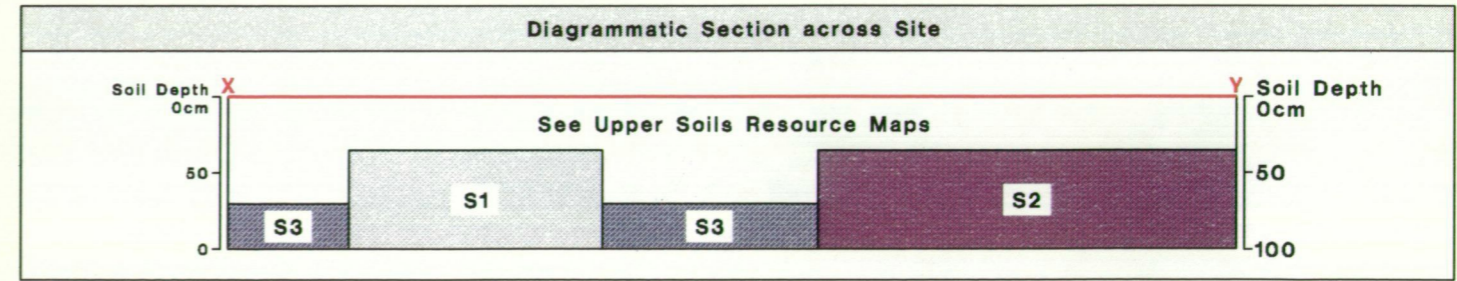 Diagrammatic Section across Site
Soil Depth X
0cm
Y Soil Depth
0cm
See Upper Soils Resource Maps
50
50
S1
S2
S3
S3
0
100